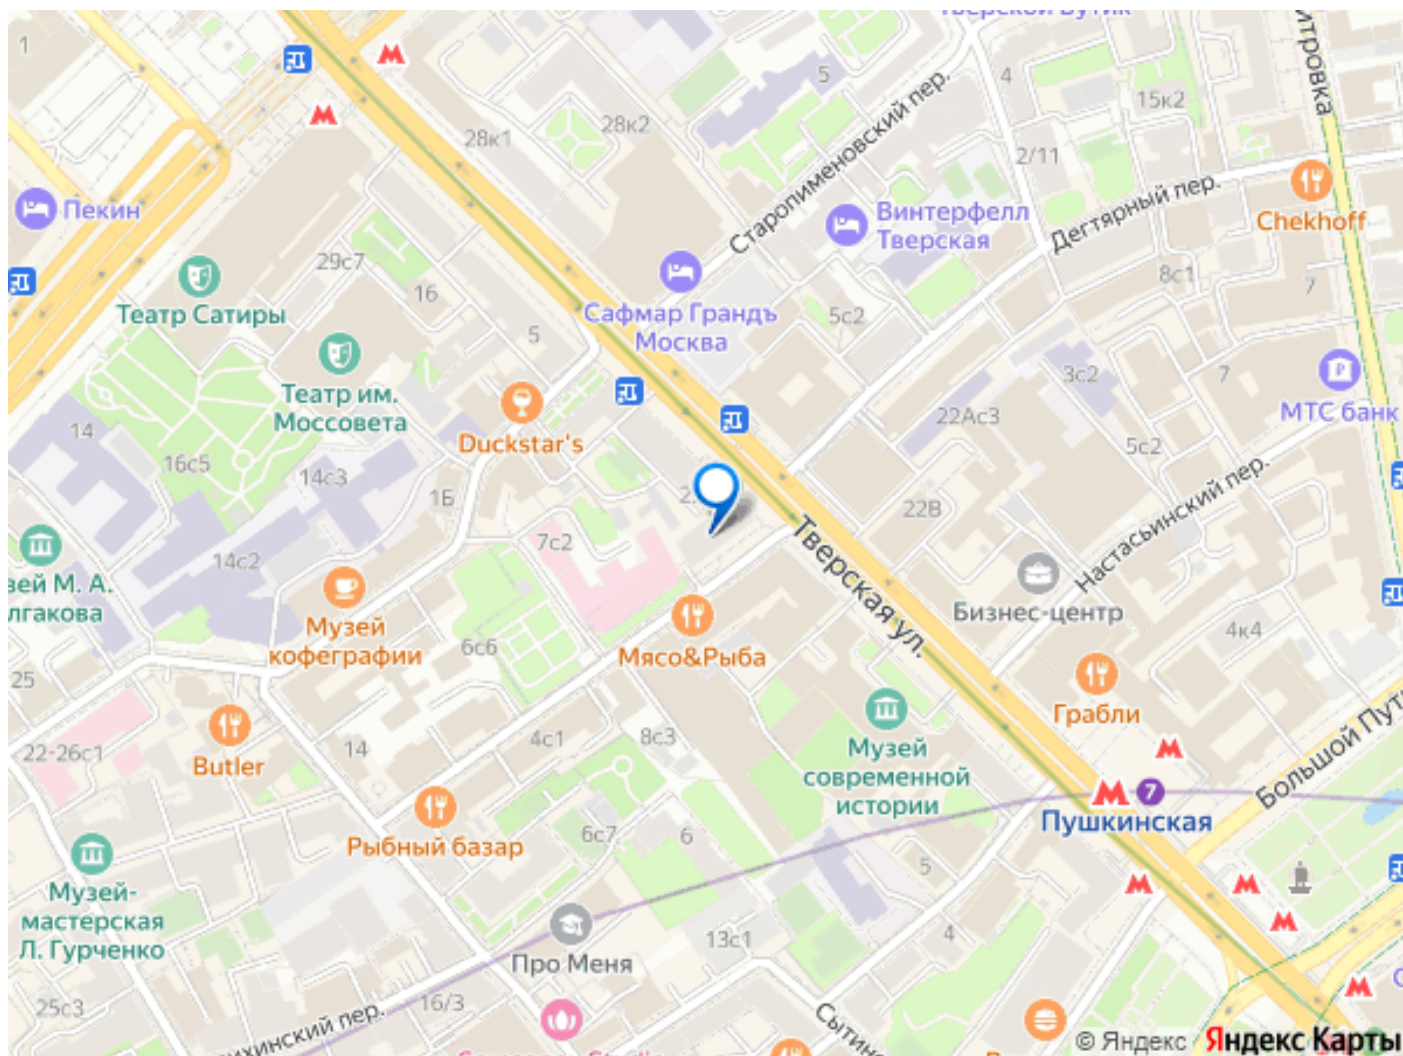 1
5
4
15к2
28к1
28к2
2/11
Старопименовский пер.
Дегтярный пер.
Chekhoff
Пекин
Винтерфелл
Тверская
29с7
16
8с1
7
Театр Сатиры
Сафмар Грандъ
Москва
5с2
5
Театр им.
Моссовета
3с2
7
МТС банк
Duckstar's
22Ас3
5с2
14
16с5
14с3
1Б
22В
Настасьинский пер.
7с2
Тверская ул.
14с2
Бизнес-центр
Музей
кофеграфии
6с6
Мясо&Рыба
4к4
25
Грабли
22-26с1
Butler
14
4с1
8с3
Музей
современной
истории
Большой
7
Пушкинская
Рыбный базар
6с7
6
5
Музей-
мастерская
Л. Гурченко
Про Меня
13с1
4
25с3
16/3
© Яндекс
Яндекс Карты